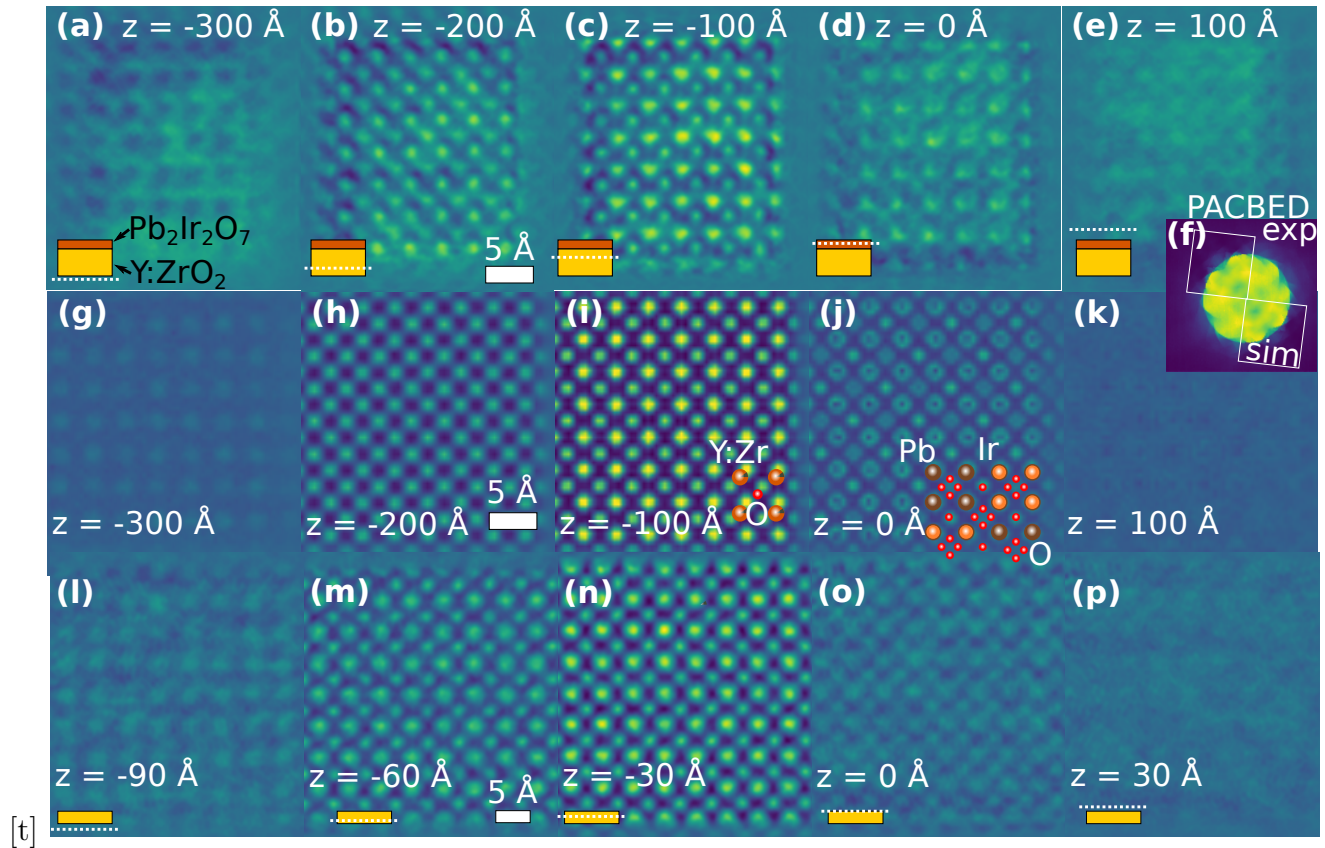 (a) z = -300 Å
(b) z = -200 Å
(c) z = -100 Å
(d) z = 0 Å
(e) z = 100 Å
Pb₂Ir₂O₇
Y:ZrO₂
5 Å
PACBED
(f) exp
sim
(g)
z = -300 Å
(h)
5 Å
z = -200 Å
(i)
Y:Zr
O
z = -100 Å
(j)
Pb Ir
z = 0 Å
O
(k)
z = 100 Å
(l)
z = -90 Å
(m)
z = -60 Å
5 Å
(n)
z = -30 Å
(o)
z = 0 Å
(p)
z = 30 Å
[t]